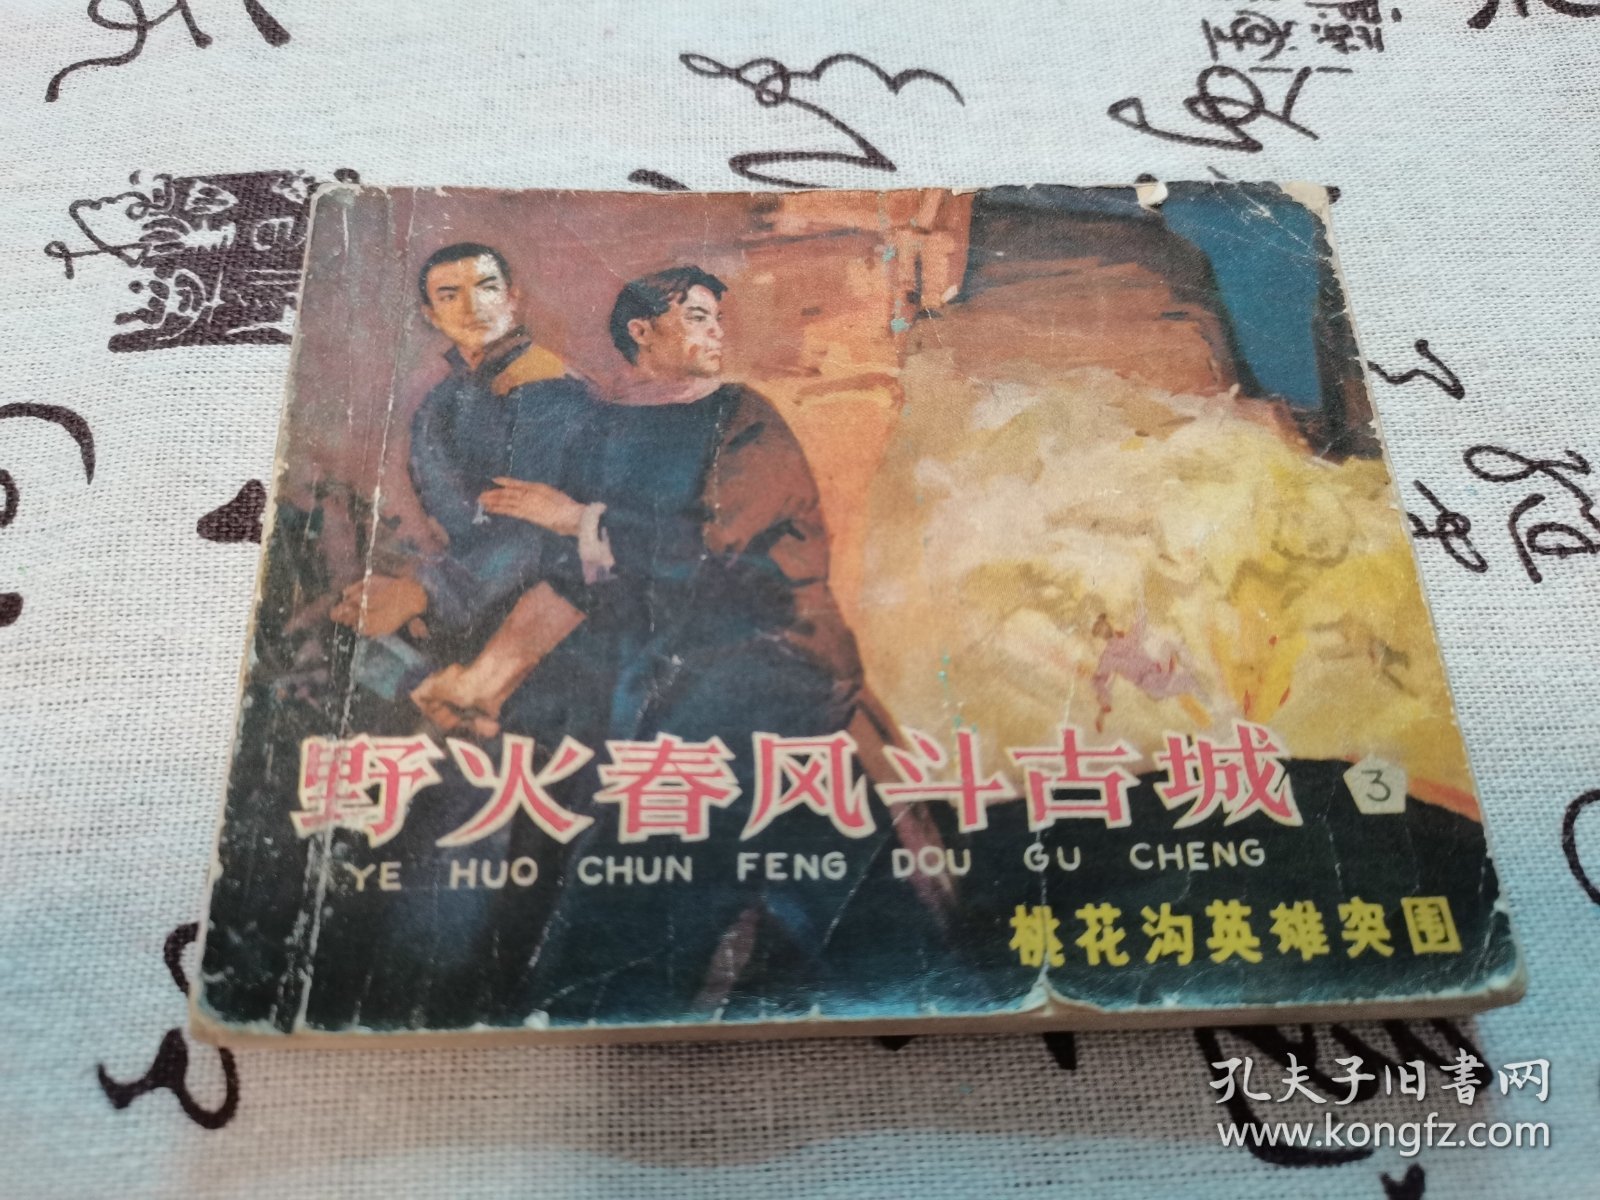 野火春风斗古城 3
YE HUO CHUN FENG DOU GU CHENG
桃花沟英雄突围
孔夫子旧书网
www.kongfz.com